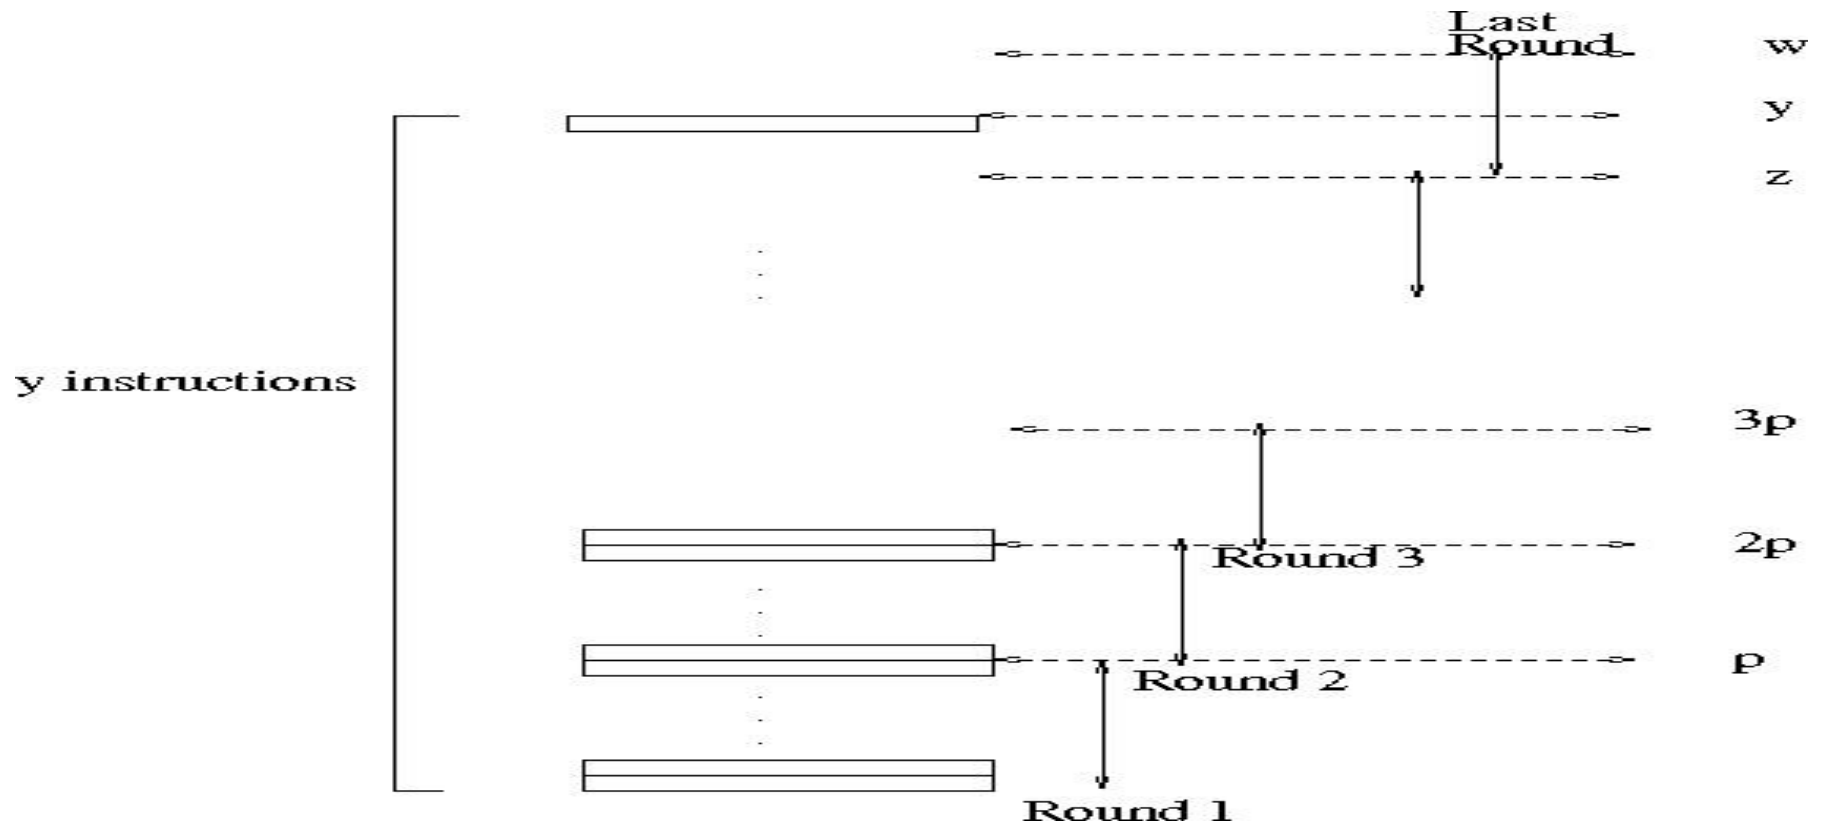 Last
Round
w
y
z
y instructions
3p
2p
Round 3
p
Round 2
Round 1